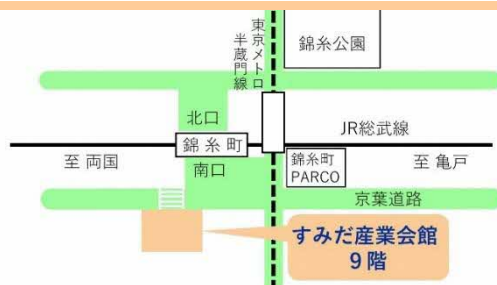 東京メトロ
半蔵門線
錦糸公園
北口
JR総武線
錦糸町
至 両国
南口
錦糸町
PARCO
至 亀戸
京葉道路
すみだ産業会館
9階